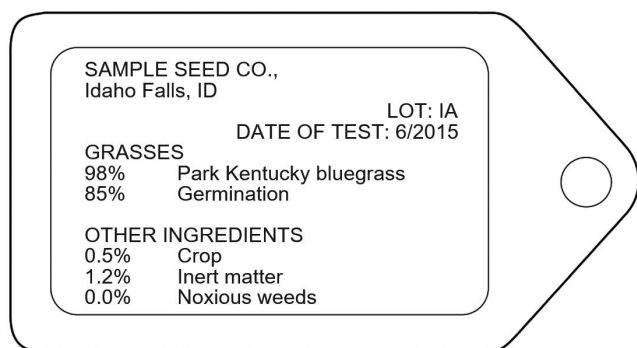 SAMPLE SEED CO.,
Idaho Falls, ID
LOT: IA
DATE OF TEST: 6/2015
GRASSES
98% Park Kentucky bluegrass
85% Germination
OTHER INGREDIENTS
0.5% Crop
1.2% Inert matter
0.0% Noxious weeds